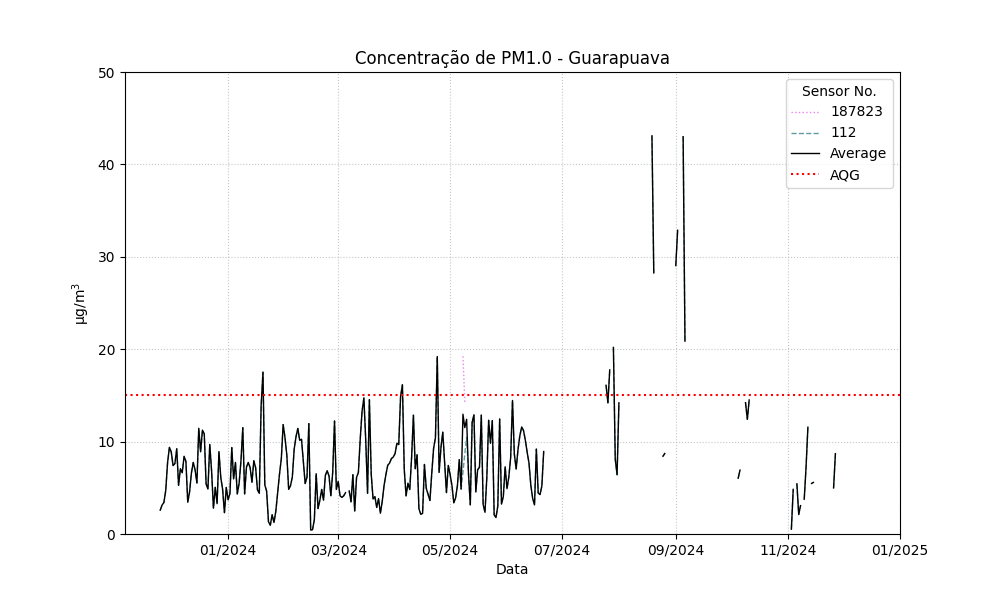 Concentração de PM1.0 - Guarapuava
50
40
30
20
10
0
µg/m³
Sensor No.
187823
112
Average
AQG
01/2024
03/2024
05/2024
07/2024
09/2024
11/2024
01/2025
Data